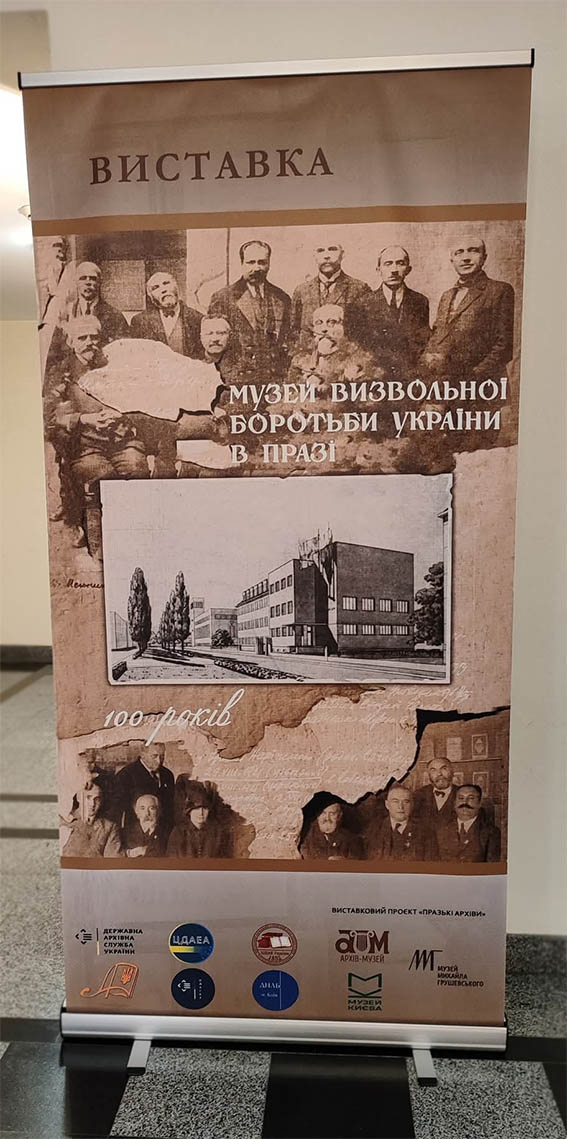 ВИСТАВКА
МУЗЕЙ ВИЗВОЛЬНОЇ
БОРОТЬБИ УКРАЇНИ
В ПРАЗІ
100 років
ВИСТАВКОВИЙ ПРОЄКТ «ПРАЗЬКІ АРХІВИ»
ДЕРЖАВНА
АРХІВНА
СЛУЖБА
УКРАЇНИ
ЦДАЕА
АРХІВ-МУЗЕЙ
МУЗЕЙ
МИХАЙЛА
ГРУШЕВСЬКОГО
МУЗЕЙ
КИЄВА